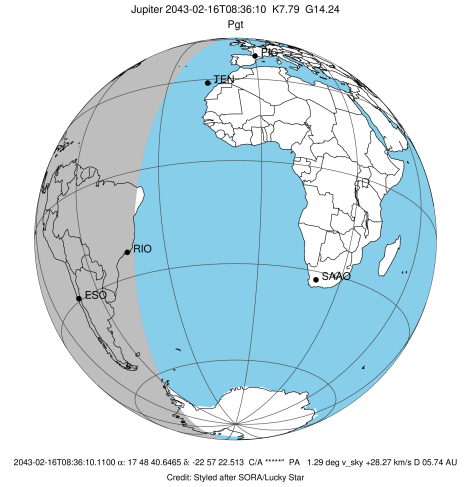 Jupiter 2043-02-16T08:36:10 K7.79 G14.24
Pgt
PIC
TEN
RIO
SAAO
ESO
2043-02-16T08:36:10.1100 α: 17 48 40.6465 δ: -22 57 22.513 C/A *****" PA 1.29 deg v_sky +28.27 km/s D 05.74 AU
Credit: Styled after SORA/Lucky Star